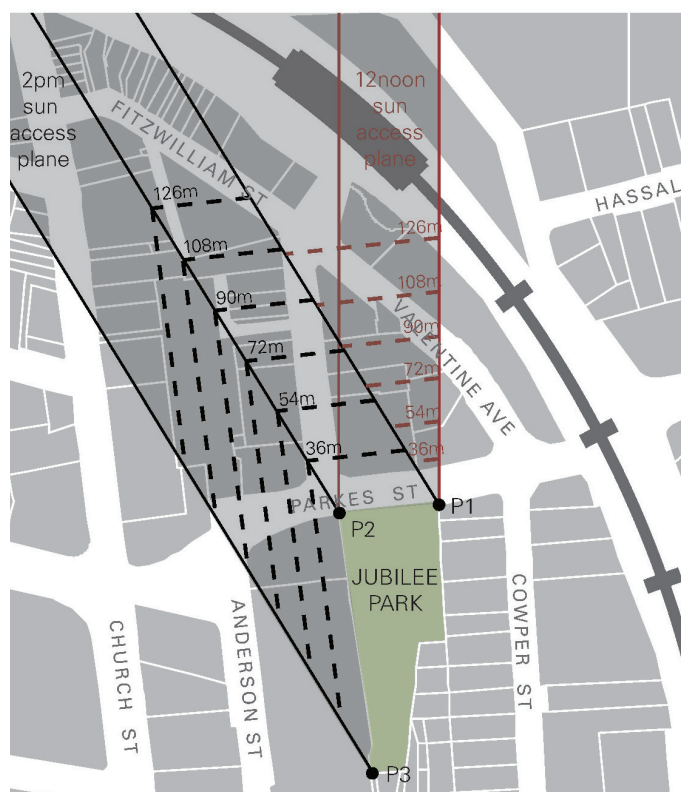 2pm
sun
access
plane
12noon
sun
access
plane
FITZWILLIAM ST
HASSAL
126m
126m
108m
108m
90m
90m
VALENTINE AVE
72m
72m
54m
54m
36m
36m
PARKES ST
P1
P2
JUBILEE
PARK
COWPER ST
CHURCH ST
ANDERSON ST
P3